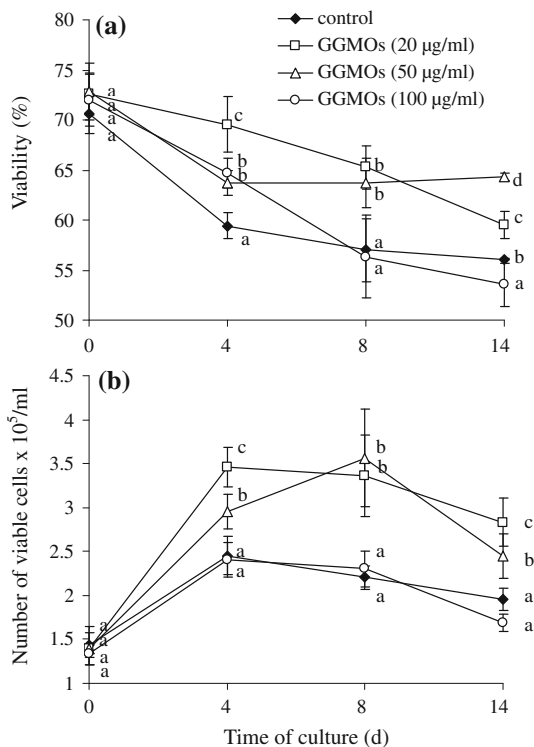 (a)
control
GGMOs (20 µg/ml)
GGMOs (50 µg/ml)
GGMOs (100 µg/ml)
Viability (%)
80
75
70
65
60
55
50
a
a
a
a
c
b
b
a
b
b
a
a
d
c
b
a
0
4
8
14
(b)
Number of viable cells x 10⁵/ml
4.5
4
3.5
3
2.5
2
1.5
1
a
a
a
a
c
b
a
a
b
b
a
a
c
b
a
a
0
4
8
14
Time of culture (d)